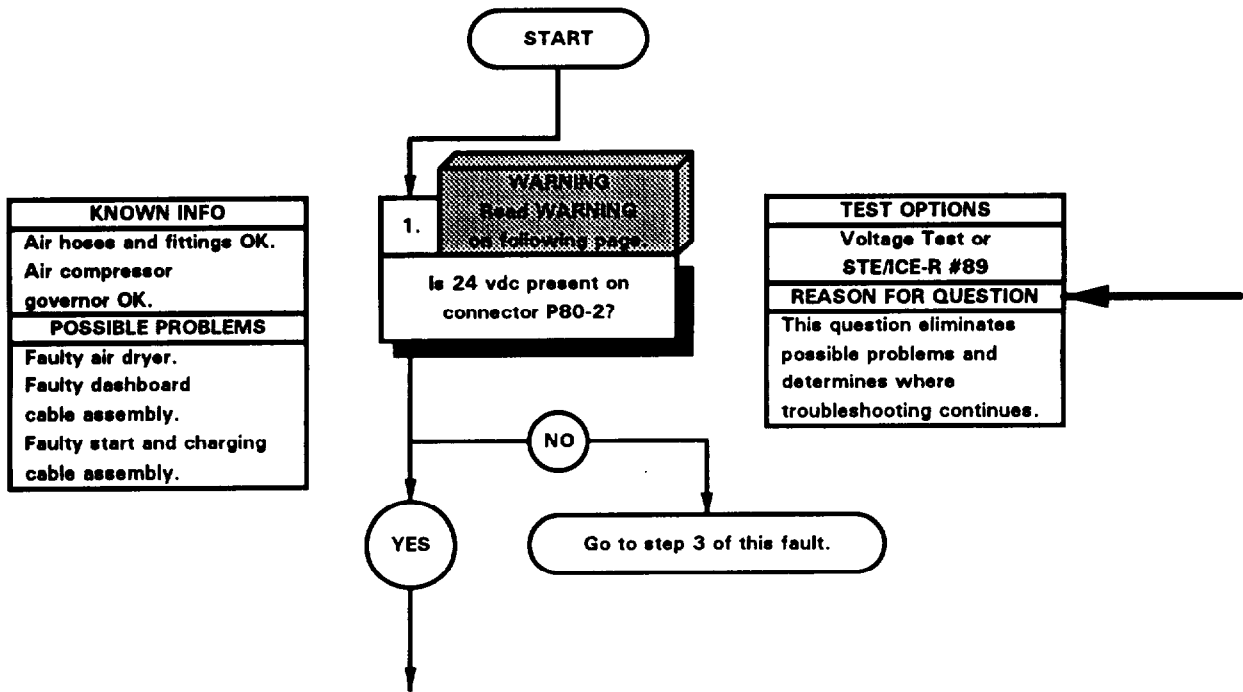 START
WARNING
Read WARNING
on following page.
1.
Is 24 vdc present on
connector P80-2?
KNOWN INFO
Air hoses and fittings OK.
Air compressor
governor OK.
POSSIBLE PROBLEMS
Faulty air dryer.
Faulty dashboard
cable assembly.
Faulty start and charging
cable assembly.
TEST OPTIONS
Voltage Test or
STE/ICE-R #89
REASON FOR QUESTION
This question eliminates
possible problems and
determines where
troubleshooting continues.
NO
YES
Go to step 3 of this fault.